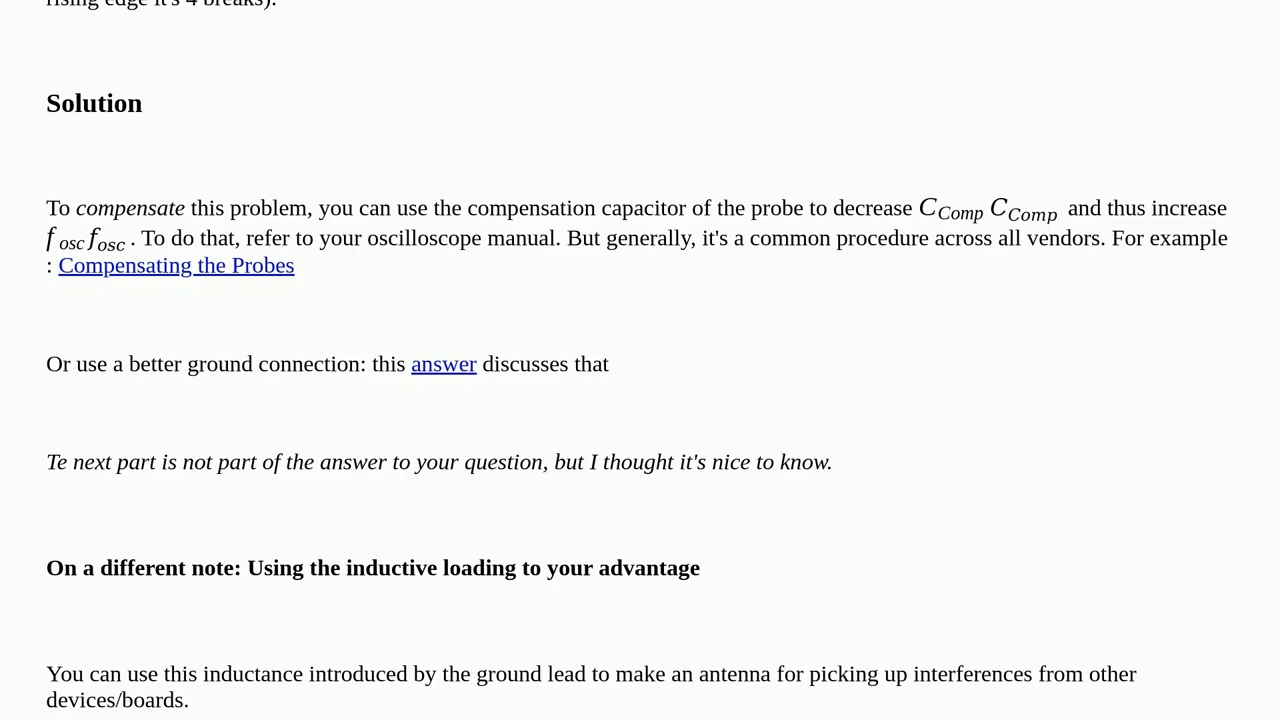 rising edge it's 4 breaks).
Solution
To compensate this problem, you can use the compensation capacitor of the probe to decrease C Comp C Comp and thus increase
f osc f osc . To do that, refer to your oscilloscope manual. But generally, it's a common procedure across all vendors. For example
: Compensating the Probes
Or use a better ground connection: this answer discusses that
Te next part is not part of the answer to your question, but I thought it's nice to know.
On a different note: Using the inductive loading to your advantage
You can use this inductance introduced by the ground lead to make an antenna for picking up interferences from other
devices/boards.